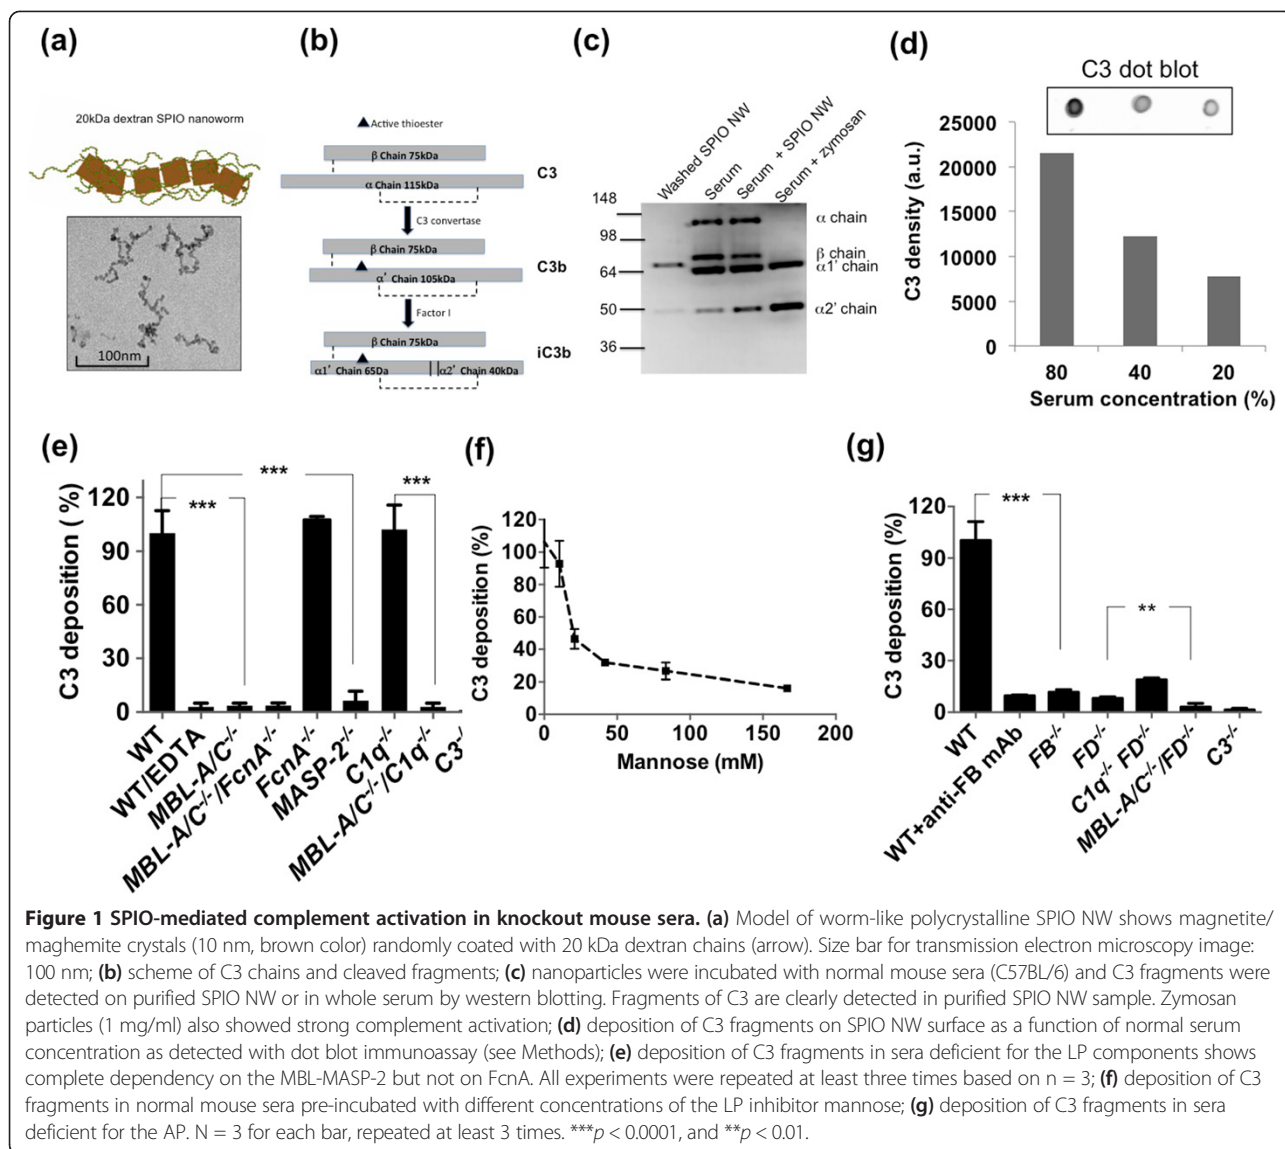 (a)
20kDa dextran SPIO nanoworm
100nm
(b)
Active thioester
β Chain 75kDa
α Chain 115kDa
C3
C3 convertase
β Chain 75kDa
α' Chain 105kDa
C3b
Factor I
β Chain 75kDa
iC3b
α1' Chain 65Da
α2' Chain 40kDa
(c)
Washed SPIO NW
Serum
Serum + SPIO NW
Serum + zymosan
148
98
64
50
36
α chain
β chain
α1' chain
α2' chain
(d)
C3 dot blot
C3 density (a.u.)
25000
20000
15000
10000
5000
0
80 40 20
Serum concentration (%)
(e)
C3 deposition ( %)
120
90
60
30
0
***
***
***
WT
WT/EDTA
MBL-A/C-/-
MBL-A/C-/-/FcnA-/-
FcnA-/-
MASP-2-/-
C1q-/-
MBL-A/C-/-/C1q-/-
C3-/-
(f)
C3 deposition (%)
120
100
80
60
40
20
0
0 50 100 150 200
Mannose (mM)
(g)
C3 deposition (%)
120
90
60
30
0
***
**
WT
WT+anti-FB mAb
FB-/-
FD-/-
C1q-/- FD-/-
MBL-A/C-/-/FD-/-
C3-/-
Figure 1 SPIO-mediated complement activation in knockout mouse sera. (a) Model of worm-like polycrystalline SPIO NW shows magnetite/
maghemite crystals (10 nm, brown color) randomly coated with 20 kDa dextran chains (arrow). Size bar for transmission electron microscopy image:
100 nm; (b) scheme of C3 chains and cleaved fragments; (c) nanoparticles were incubated with normal mouse sera (C57BL/6) and C3 fragments were
detected on purified SPIO NW or in whole serum by western blotting. Fragments of C3 are clearly detected in purified SPIO NW sample. Zymosan
particles (1 mg/ml) also showed strong complement activation; (d) deposition of C3 fragments on SPIO NW surface as a function of normal serum
concentration as detected with dot blot immunoassay (see Methods); (e) deposition of C3 fragments in sera deficient for the LP components shows
complete dependency on the MBL-MASP-2 but not on FcnA. All experiments were repeated at least three times based on n = 3; (f) deposition of C3
fragments in normal mouse sera pre-incubated with different concentrations of the LP inhibitor mannose; (g) deposition of C3 fragments in sera
deficient for the AP. N = 3 for each bar, repeated at least 3 times. ***p < 0.0001, and **p < 0.01.